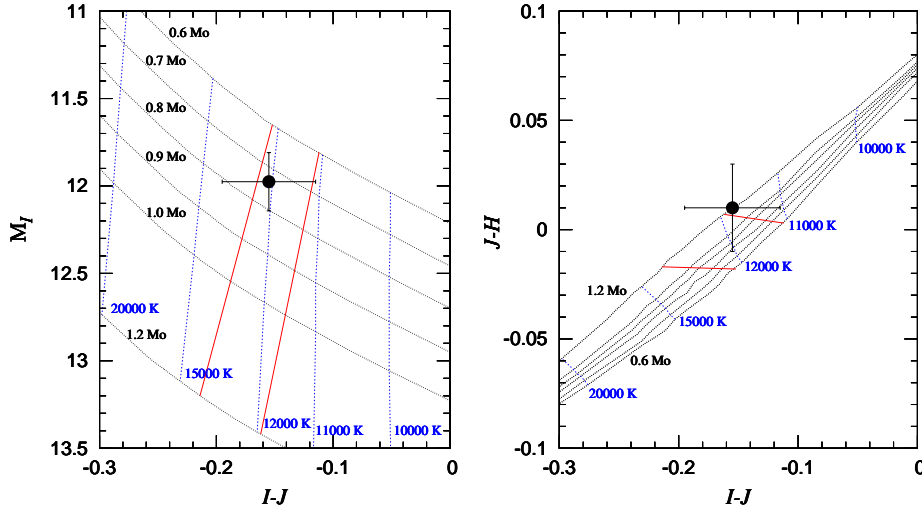 11
11.5
12
12.5
13
13.5
M_I
-0.3
-0.2
-0.1
0
I-J
0.6 Mo
0.7 Mo
0.8 Mo
0.9 Mo
1.0 Mo
1.2 Mo
20000 K
15000 K
12000 K
11000 K
10000 K
0.1
0.05
0
-0.05
-0.1
J-H
-0.3
-0.2
-0.1
0
I-J
10000 K
11000 K
12000 K
1.2 Mo
15000 K
0.6 Mo
20000 K